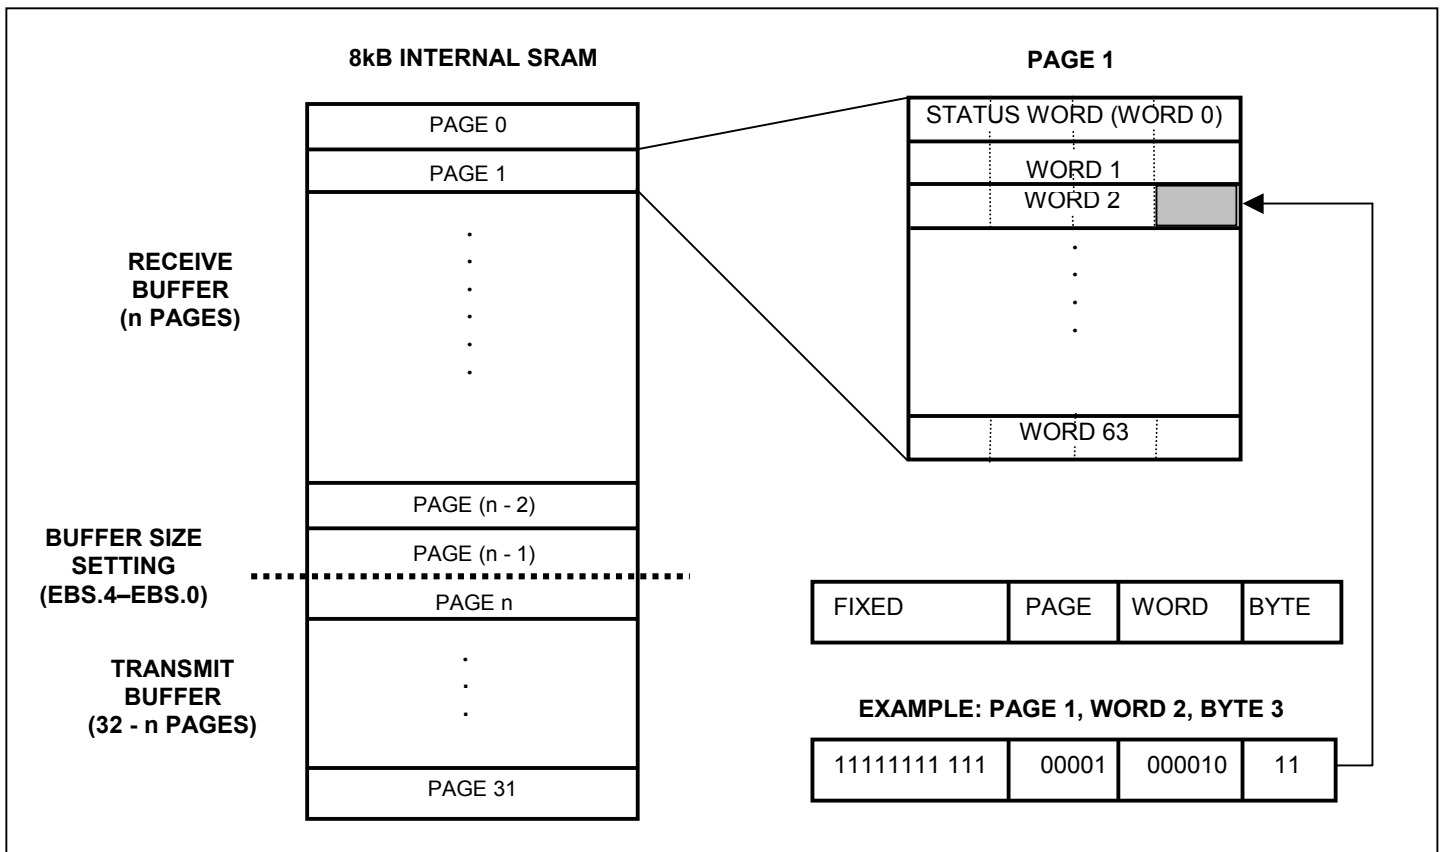 8kB INTERNAL SRAM
PAGE 0
PAGE 1
RECEIVE
BUFFER
(n PAGES)
PAGE (n - 2)
PAGE (n - 1)
BUFFER SIZE
SETTING
(EBS.4–EBS.0)
PAGE n
TRANSMIT
BUFFER
(32 - n PAGES)
PAGE 31
PAGE 1
STATUS WORD (WORD 0)
WORD 1
WORD 2
WORD 63
FIXED PAGE WORD BYTE
EXAMPLE: PAGE 1, WORD 2, BYTE 3
11111111 111 00001 000010 11